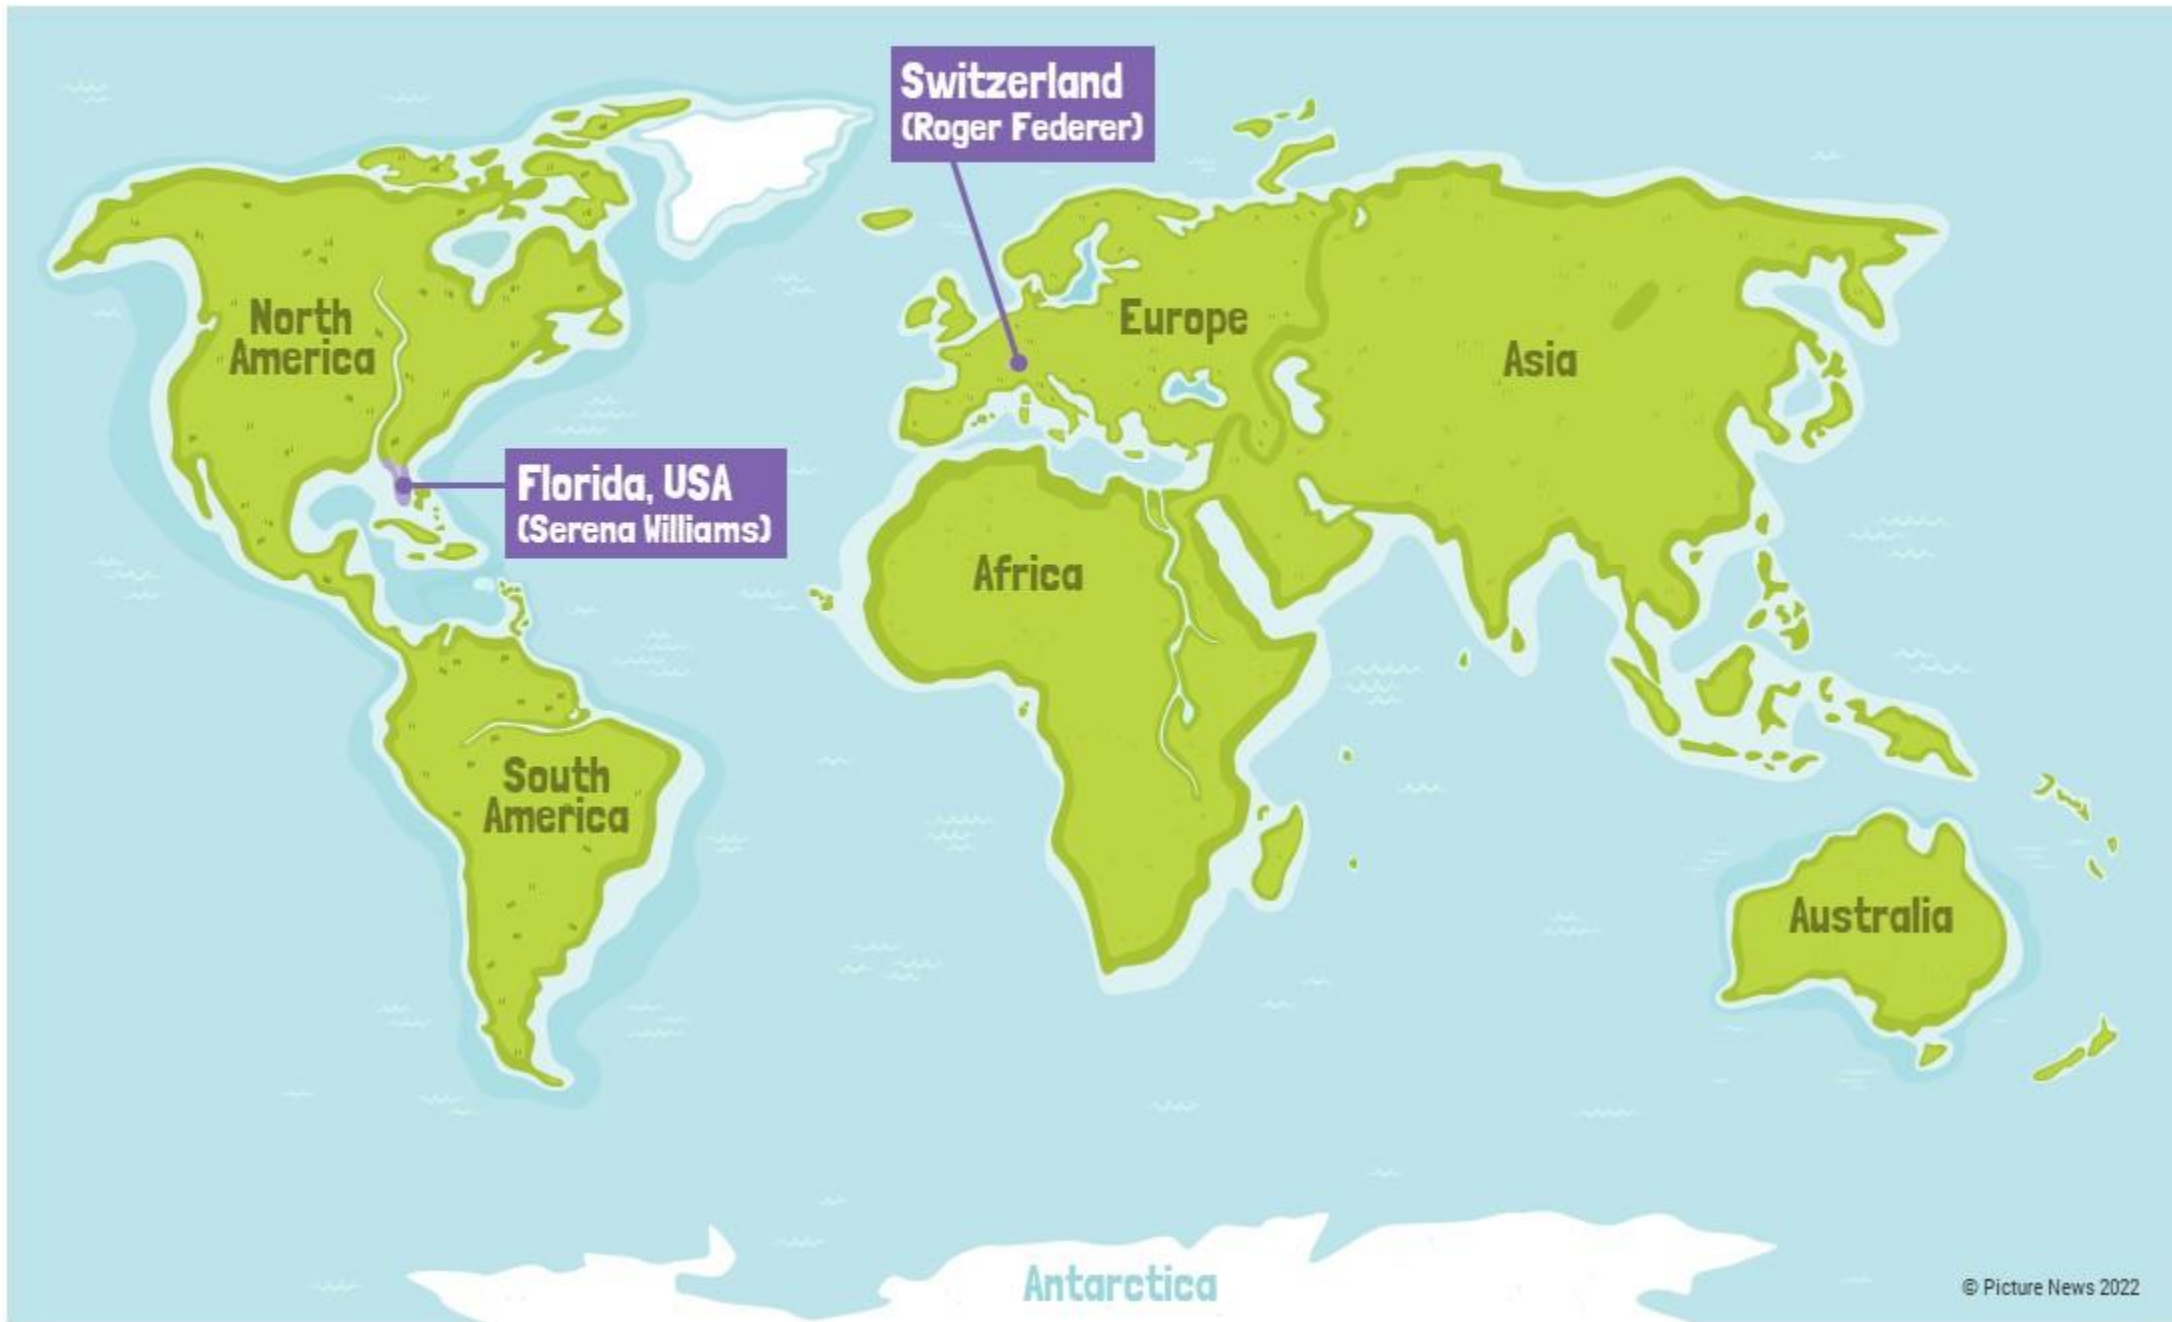 Switzerland
(Roger Federer)
North
America
Europe
Asia
Florida, USA
(Serena Williams)
Africa
South
America
Australia
Antarctica
© Picture News 2022